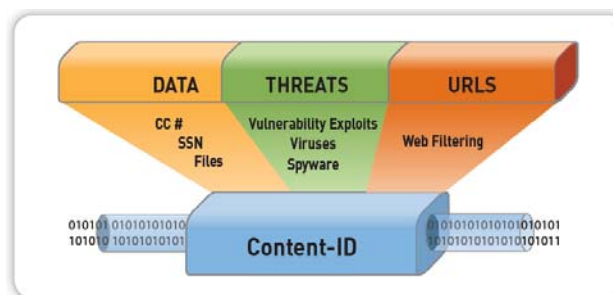 DATA THREATS URLS
CC #
SSN
Files
Vulnerability Exploits
Viruses
Spyware
Web Filtering
010101 01010101010
101010 10101010101
Content-ID
01010101010101010101
10101010101010101011